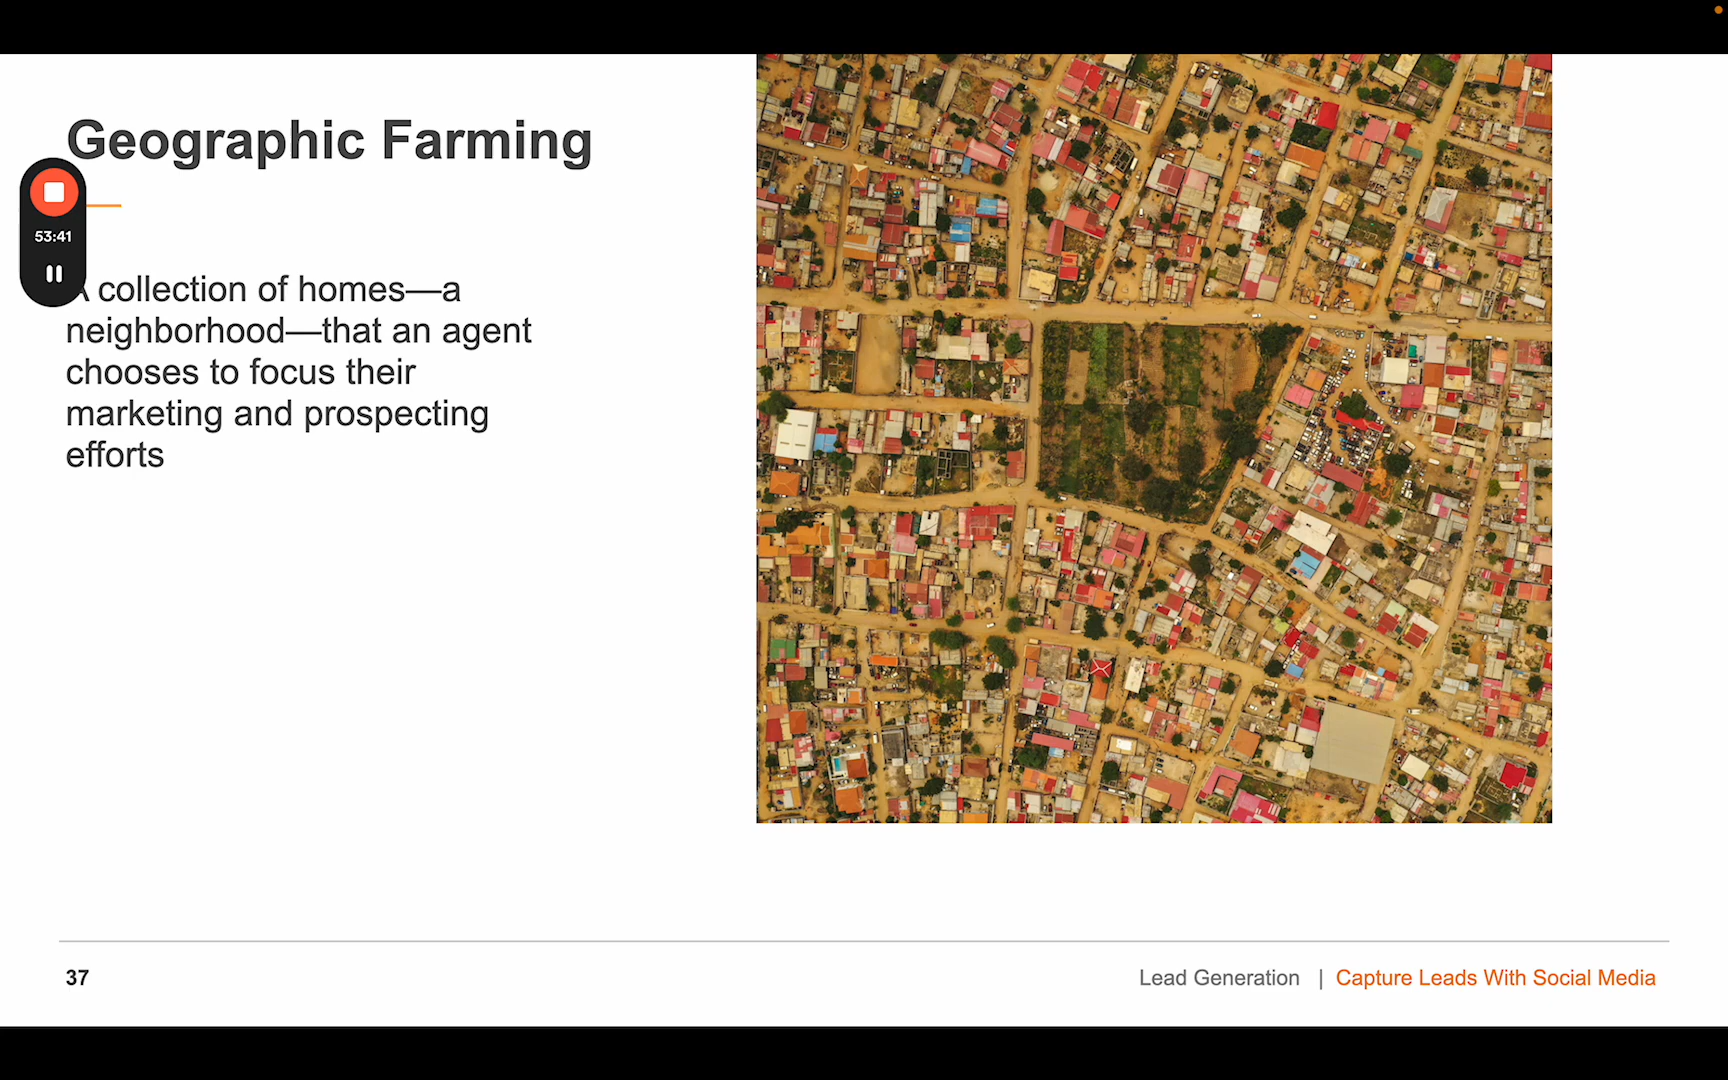 Geographic Farming
53:41
collection of homes—a
neighborhood—that an agent
chooses to focus their
marketing and prospecting
efforts
37
Lead Generation | Capture Leads With Social Media